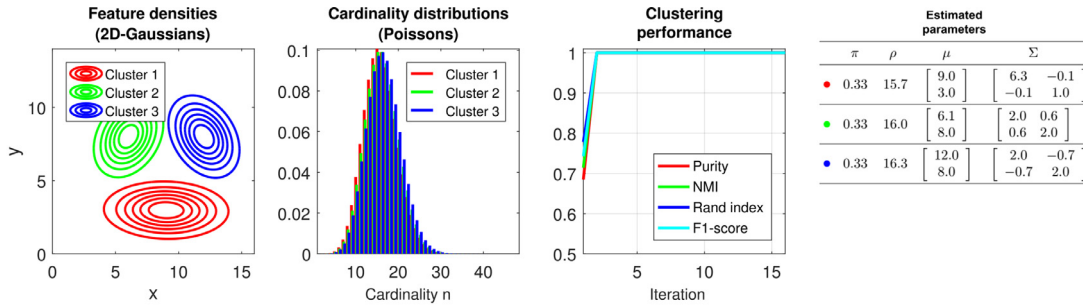 Feature densities
(2D-Gaussians)
Cluster 1
Cluster 2
Cluster 3
y
10
5
0
0
5
10
15
x
Cardinality distributions
(Poissons)
0.1
0.08
0.06
0.04
0.02
0
Cluster 1
Cluster 2
Cluster 3
10
20
30
40
Cardinality n
Clustering
performance
1
0.9
0.8
0.7
0.6
0.5
Purity
NMI
Rand index
F1-score
5
10
15
Iteration
Estimated
parameters
π ρ μ Σ
0.33 15.7 [9.0 3.0] [6.3 −0.1 −0.1 1.0]
0.33 16.0 [6.1 8.0] [2.0 0.6 0.6 2.0]
0.33 16.3 [12.0 8.0] [2.0 −0.7 −0.7 2.0]